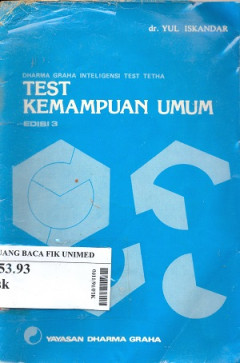 dr. YUL ISKANDAR
DHARMA GRAHA INTELIGENSI TEST TETHA
TEST
KEMAMPUAN UMUM
EDISI 3
UANG BACA FIK UNIMED
53.93
sk
YAYASAN DHARMA GRAHA